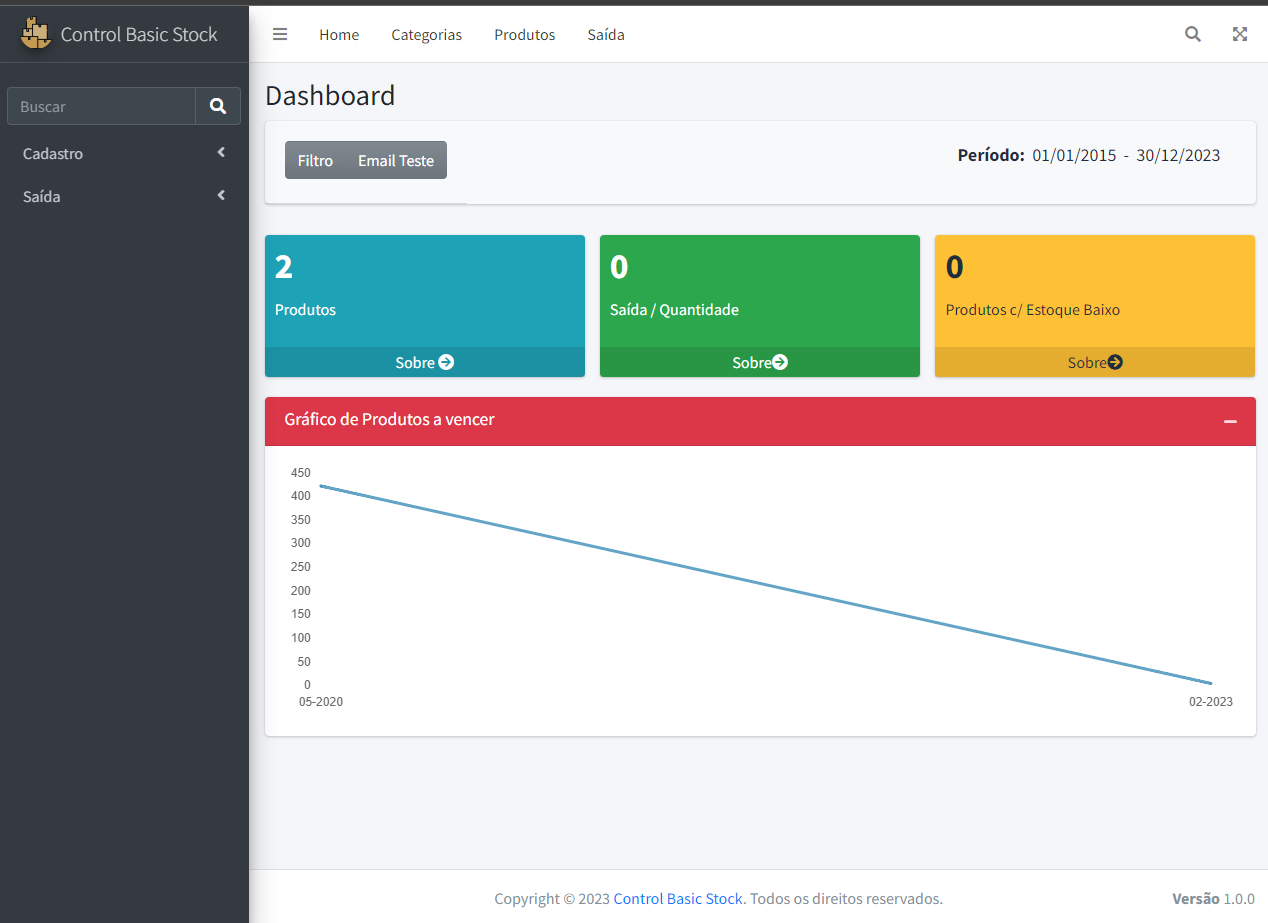 Control Basic Stock
Home Categorias Produtos Saída
Buscar
Cadastro
Saída
Dashboard
Filtro Email Teste
Período: 01/01/2015 - 30/12/2023
2
Produtos
Sobre
0
Saída / Quantidade
Sobre
0
Produtos c/ Estoque Baixo
Sobre
Gráfico de Produtos a vencer
450
400
350
300
250
200
150
100
50
0
05-2020 02-2023
Copyright © 2023 Control Basic Stock. Todos os direitos reservados.
Versão 1.0.0